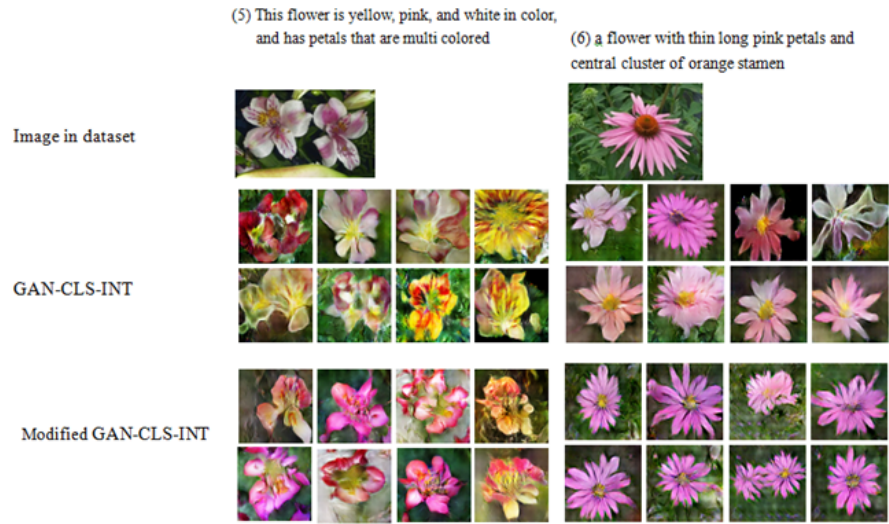 (5) This flower is yellow, pink, and white in color,
and has petals that are multi colored
(6) a flower with thin long pink petals and
central cluster of orange stamen
Image in dataset
GAN-CLS-INT
Modified GAN-CLS-INT